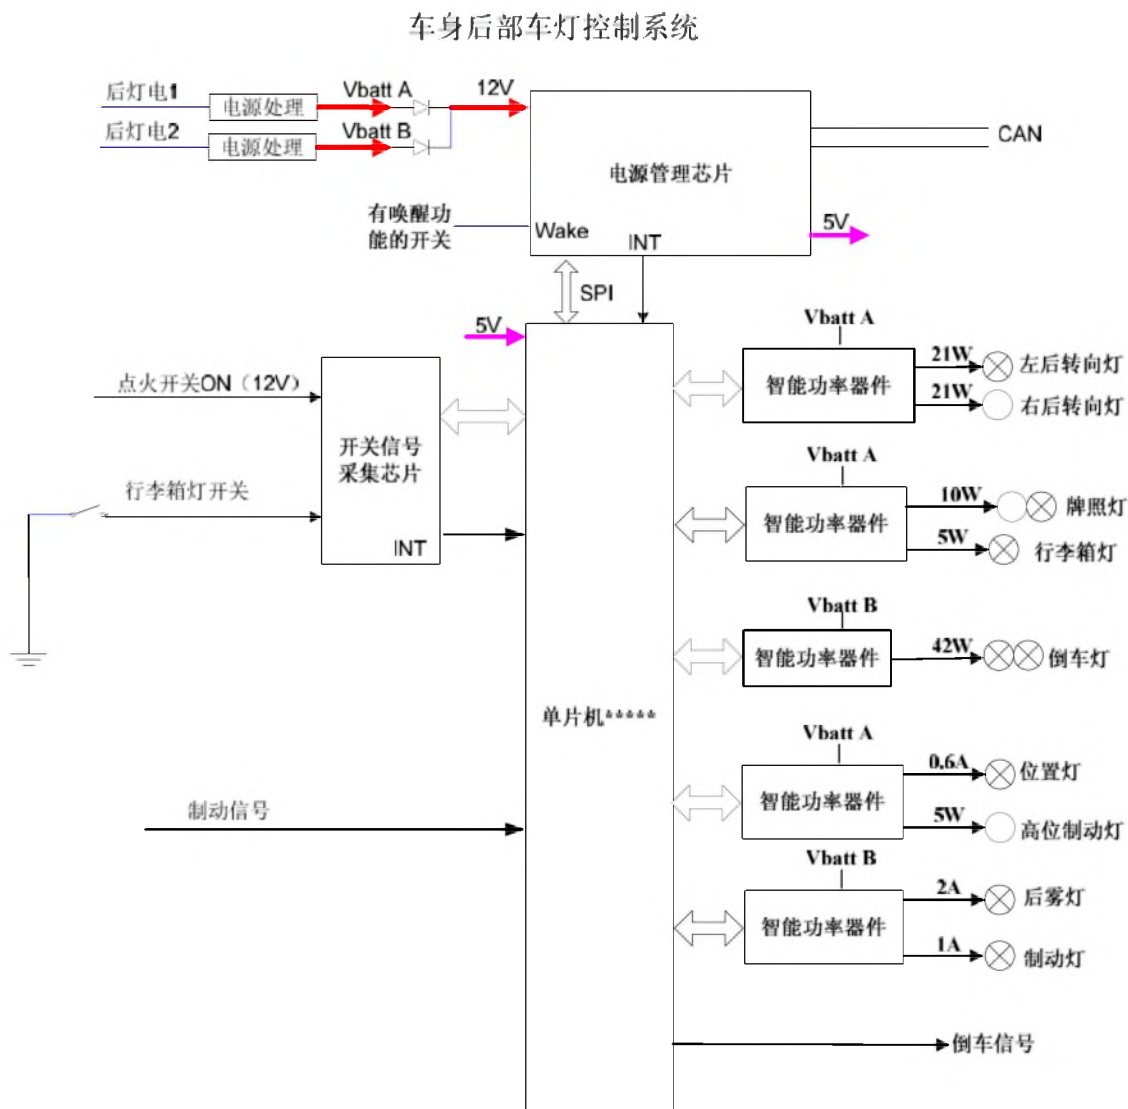 车身后部车灯控制系统
后灯电1
电源处理
Vbatt A
12V
后灯电2
电源处理
Vbatt B
电源管理芯片
CAN
有唤醒功
能的开关
Wake
INT
5V
SPI
5V
点火开关ON（12V）
开关信号
采集芯片
行李箱灯开关
INT
单片机*****
制动信号
Vbatt A
智能功率器件
21W
左后转向灯
21W
右后转向灯
Vbatt A
智能功率器件
10W
牌照灯
5W
行李箱灯
Vbatt B
智能功率器件
42W
倒车灯
Vbatt A
智能功率器件
0.6A
位置灯
5W
高位制动灯
Vbatt B
智能功率器件
2A
后雾灯
1A
制动灯
倒车信号